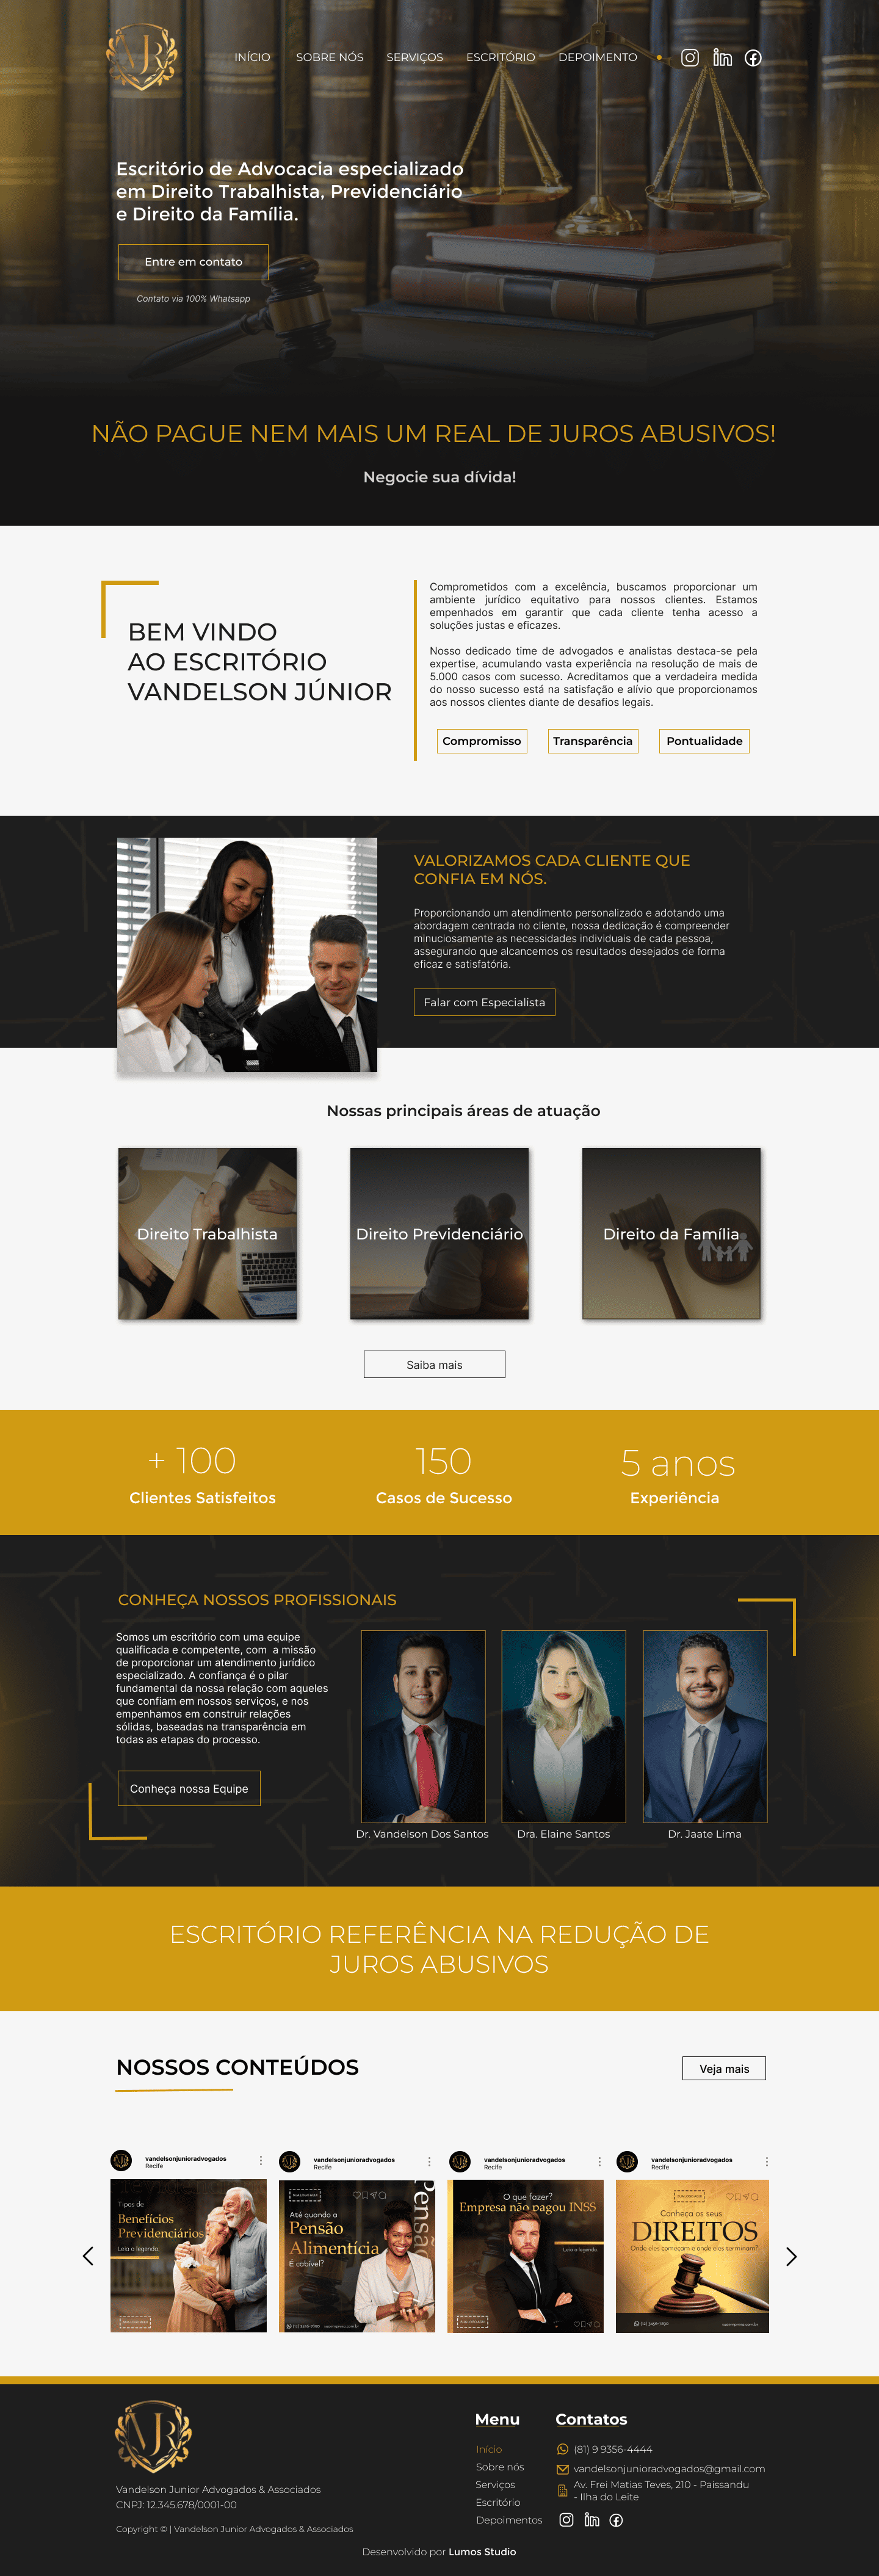 VJR
INÍCIO SOBRE NÓS SERVIÇOS ESCRITÓRIO DEPOIMENTO
Escritório de Advocacia especializado
em Direito Trabalhista, Previdenciário
e Direito da Família.
Entre em contato
Contato via 100% Whatsapp
NÃO PAGUE NEM MAIS UM REAL DE JUROS ABUSIVOS!
Negocie sua dívida!
BEM VINDO
AO ESCRITÓRIO
VANDELSON JÚNIOR
Comprometidos com a excelência, buscamos proporcionar um
ambiente jurídico equitativo para nossos clientes. Estamos
empenhados em garantir que cada cliente tenha acesso a
soluções justas e eficazes.
Nosso dedicado time de advogados e analistas destaca-se pela
expertise, acumulando vasta experiência na resolução de mais de
5.000 casos com sucesso. Acreditamos que a verdadeira medida
do nosso sucesso está na satisfação e alívio que proporcionamos
aos nossos clientes diante de desafios legais.
Compromisso Transparência Pontualidade
VALORIZAMOS CADA CLIENTE QUE
CONFIA EM NÓS.
Proporcionando um atendimento personalizado e adotando uma
abordagem centrada no cliente, nossa dedicação é compreender
minuciosamente as necessidades individuais de cada pessoa,
assegurando que alcancemos os resultados desejados de forma
eficaz e satisfatória.
Falar com Especialista
Nossas principais áreas de atuação
Direito Trabalhista Direito Previdenciário Direito da Família
Saiba mais
+ 100 150 5 anos
Clientes Satisfeitos Casos de Sucesso Experiência
CONHEÇA NOSSOS PROFISSIONAIS
Somos um escritório com uma equipe
qualificada e competente, com  a missão
de proporcionar um atendimento jurídico
especializado. A confiança é o pilar
fundamental da nossa relação com aqueles
que confiam em nossos serviços, e nos
empenhamos em construir relações
sólidas, baseadas na transparência em
todas as etapas do processo.
Conheça nossa Equipe
Dr. Vandelson Dos Santos Dra. Elaine Santos Dr. Jaate Lima
ESCRITÓRIO REFERÊNCIA NA REDUÇÃO DE
JUROS ABUSIVOS
NOSSOS CONTEÚDOS
Veja mais
vandelsonjunioradvogados
Recife
Tipos de
Benefícios
Previdenciários
Leia a legenda.
vandelsonjunioradvogados
Recife
Até quando a
Pensão
Alimentícia
É cabível?
Pensã
vandelsonjunioradvogados
Recife
O que fazer?
Empresa não pagou INSS
Leia a legenda.
vandelsonjunioradvogados
Recife
Conheça os seus
DIREITOS
Onde eles começam e onde eles terminam?
VJR
Vandelson Junior Advogados & Associados
CNPJ: 12.345.678/0001-00
Copyright © | Vandelson Junior Advogados & Associados
Menu
Início
Sobre nós
Serviços
Escritório
Depoimentos
Contatos
(81) 9 9356-4444
vandelsonjunioradvogados@gmail.com
Av. Frei Matias Teves, 210 - Paissandu
- Ilha do Leite
Desenvolvido por Lumos Studio